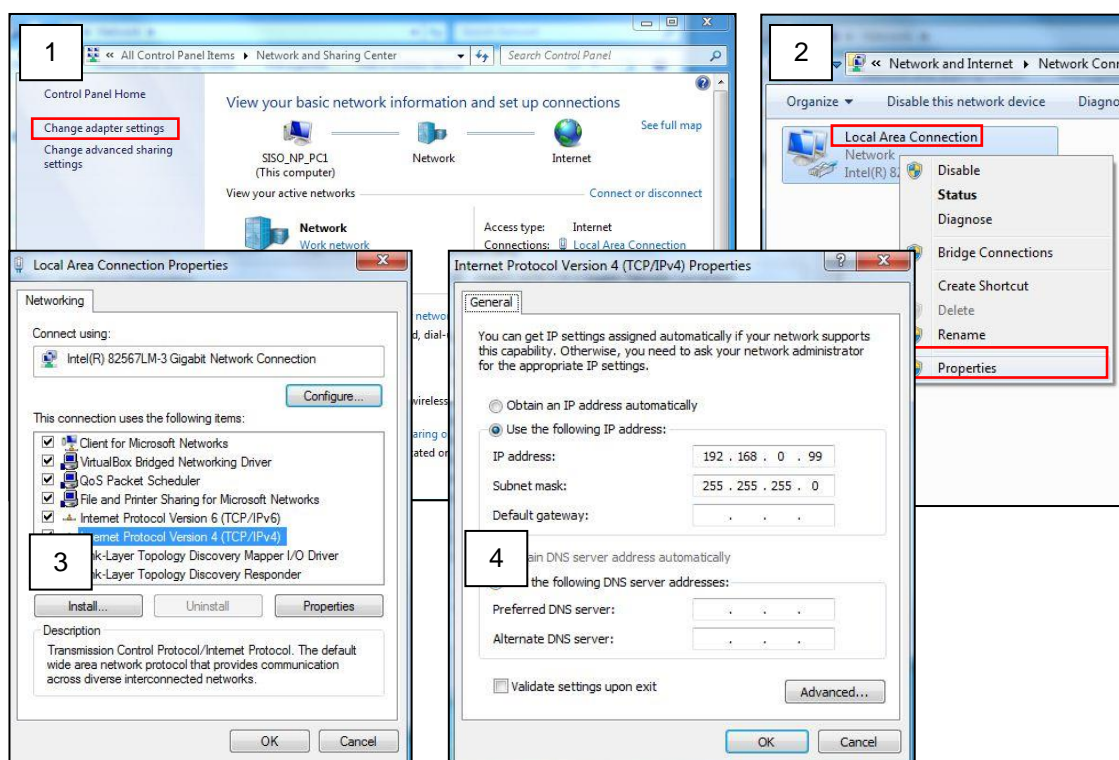 1
« All Control Panel Items ▸ Network and Sharing Center
Search Control Panel
Control Panel Home
Change adapter settings
Change advanced sharing
settings
View your basic network information and set up connections
See full map
SISO_NP_PC1
(This computer)
Network
Internet
View your active networks
Connect or disconnect
Network
Work network
Access type: Internet
Connections: Local Area Connection
2
« Network and Internet ▸ Network Conn
Organize ▾ Disable this network device Diagno
Local Area Connection
Network
Intel(R) 82
Disable
Status
Diagnose
Bridge Connections
Create Shortcut
Delete
Rename
Properties
3
Local Area Connection Properties
Networking
Connect using:
Intel(R) 82567LM-3 Gigabit Network Connection
Configure...
This connection uses the following items:
Client for Microsoft Networks
VirtualBox Bridged Networking Driver
QoS Packet Scheduler
File and Printer Sharing for Microsoft Networks
Internet Protocol Version 6 (TCP/IPv6)
ernet Protocol Version 4 (TCP/IPv4)
k-Layer Topology Discovery Mapper I/O Driver
k-Layer Topology Discovery Responder
Install... Uninstall Properties
Description
Transmission Control Protocol/Internet Protocol. The default
wide area network protocol that provides communication
across diverse interconnected networks.
OK Cancel
d, dial-
wireless
aring o
ated or
4
Internet Protocol Version 4 (TCP/IPv4) Properties
General
You can get IP settings assigned automatically if your network supports
this capability. Otherwise, you need to ask your network administrator
for the appropriate IP settings.
Obtain an IP address automatically
Use the following IP address:
IP address: 192 . 168 . 0 . 99
Subnet mask: 255 . 255 . 255 . 0
Default gateway: . . .
ain DNS server address automatically
the following DNS server addresses:
Preferred DNS server: . . .
Alternate DNS server: . . .
Validate settings upon exit
Advanced...
OK Cancel